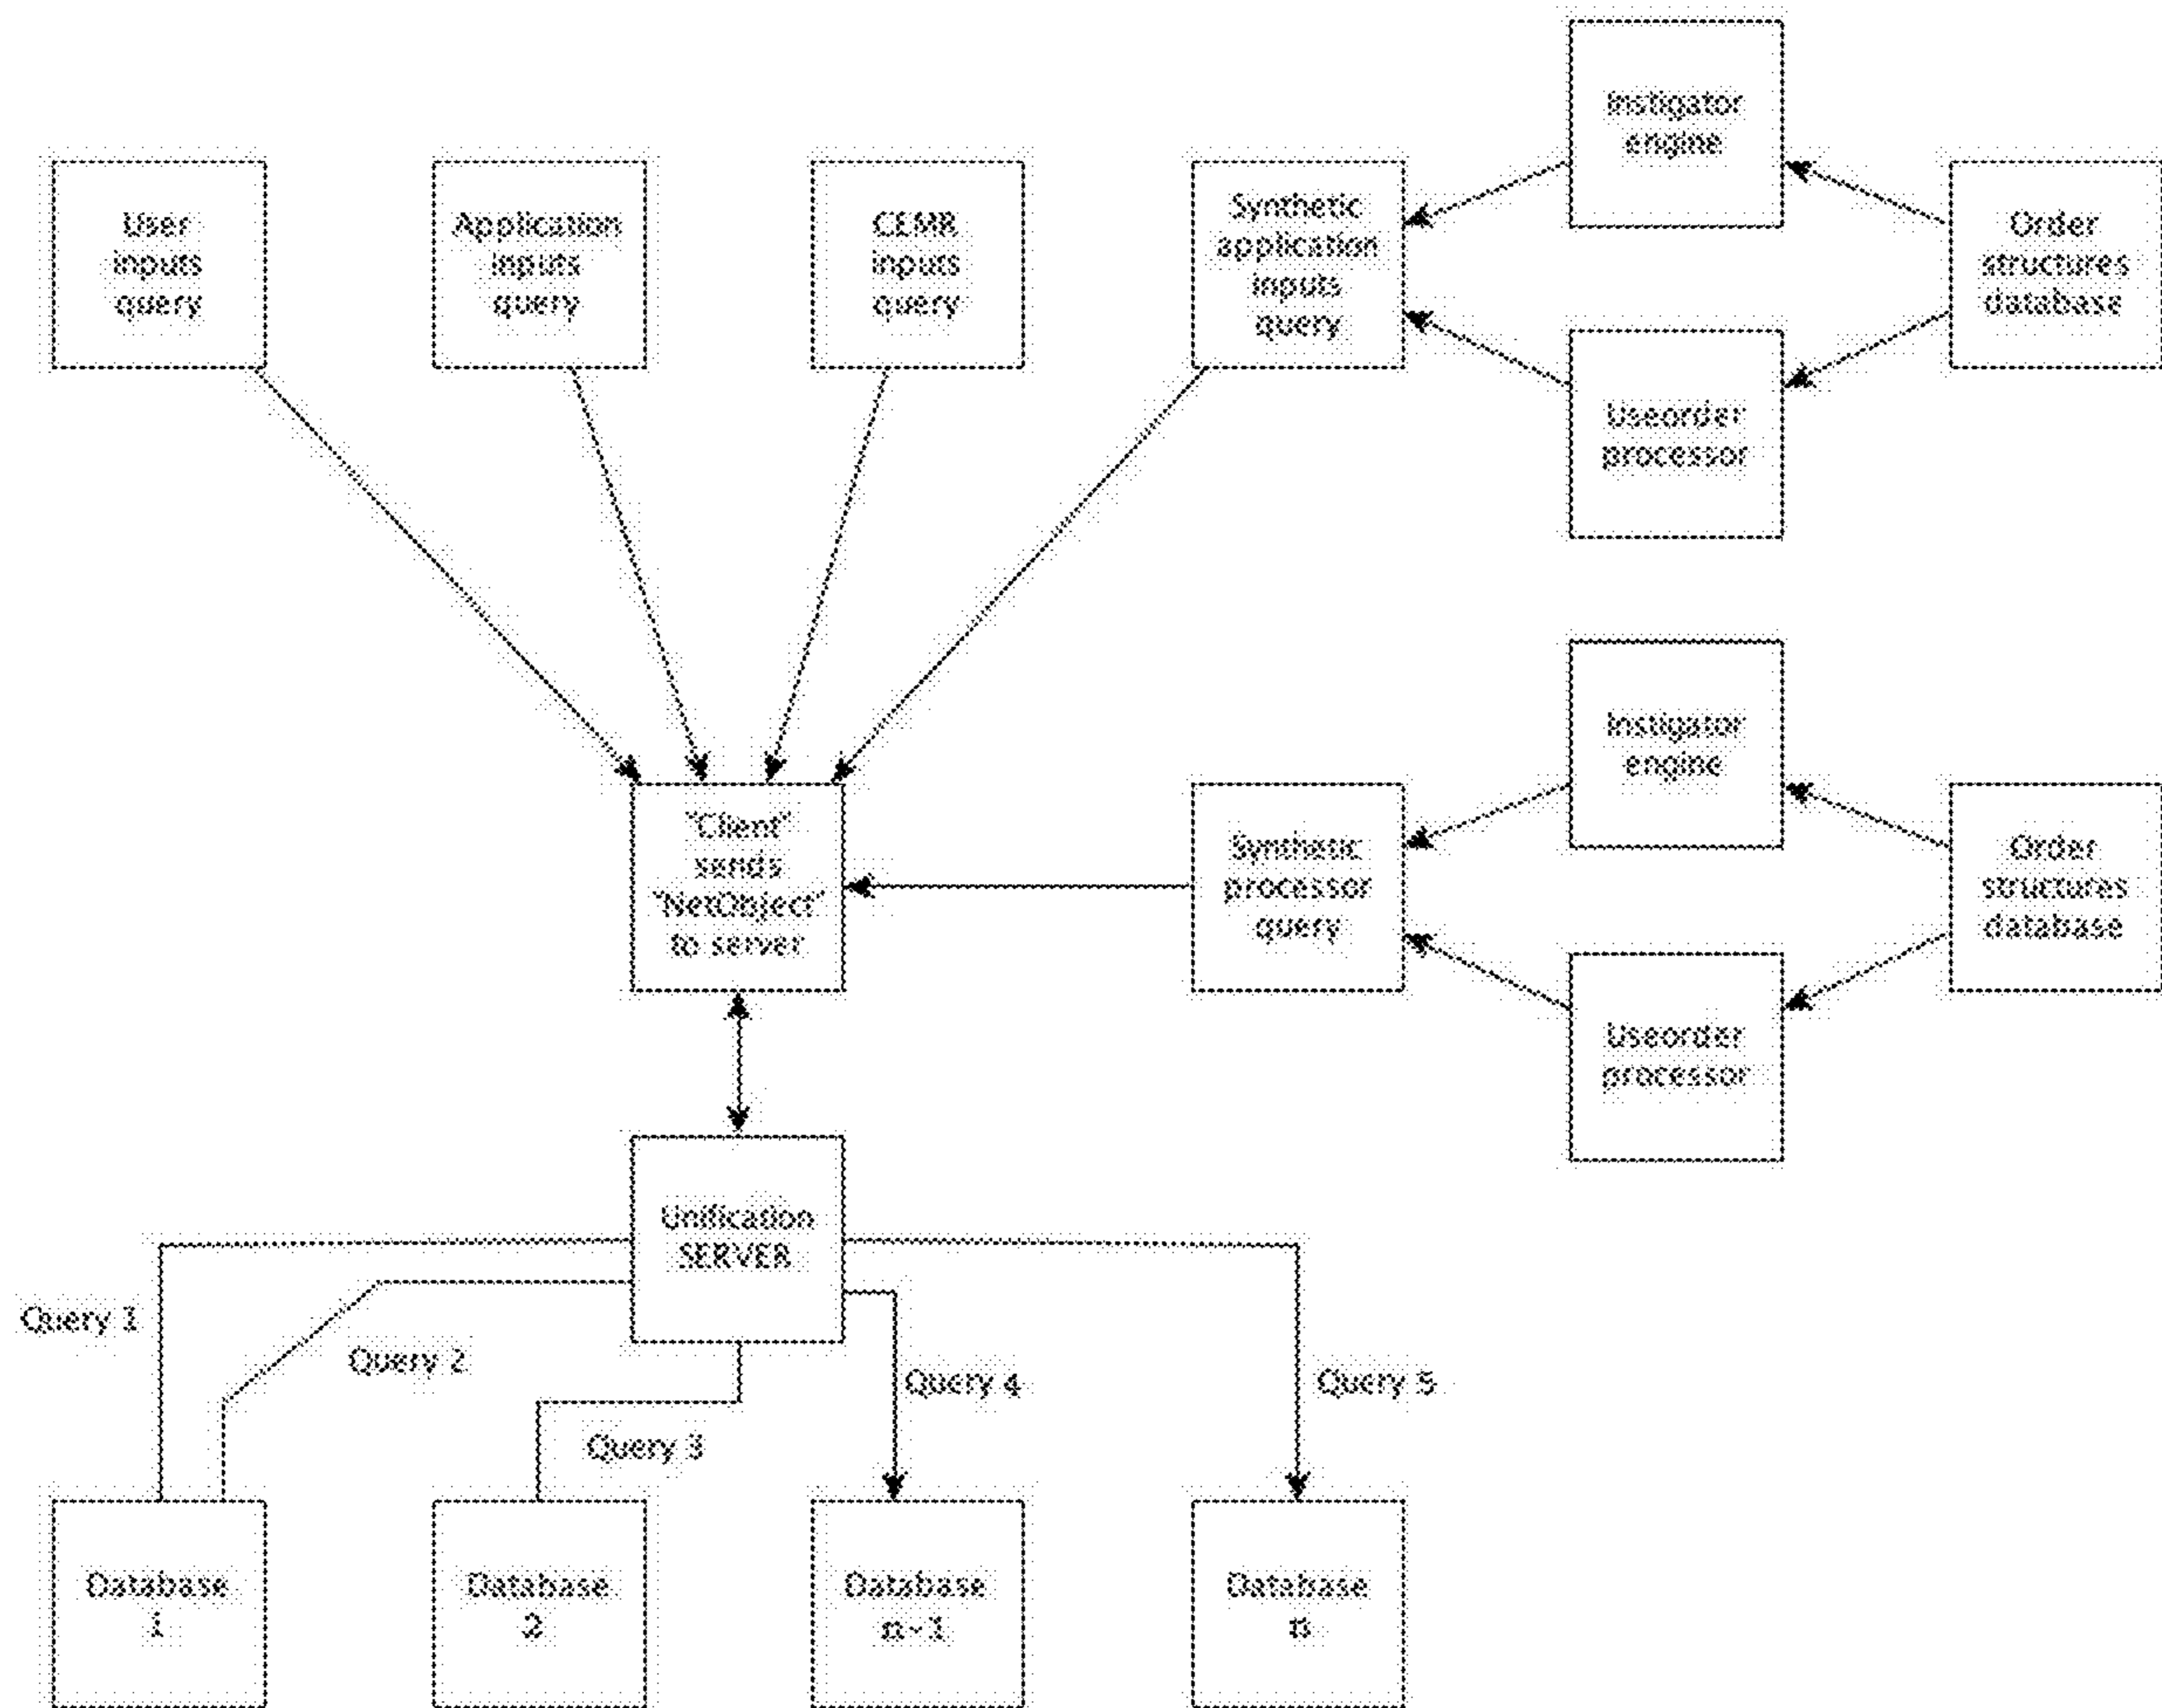 Instigator
engine
User
inputs
query
Application
inputs
query
CEMR
inputs
query
Synthetic
application
inputs
query
Order
structures
database
Useorder
processor
Instigator
engine
"Client"
sends
"NetObject"
to server
Synthetic
processor
query
Order
structures
database
Useorder
processor
Unification
SERVER
Query 1
Query 2
Query 3
Query 4
Query 5
Database
1
Database
2
Database
n-1
Database
n